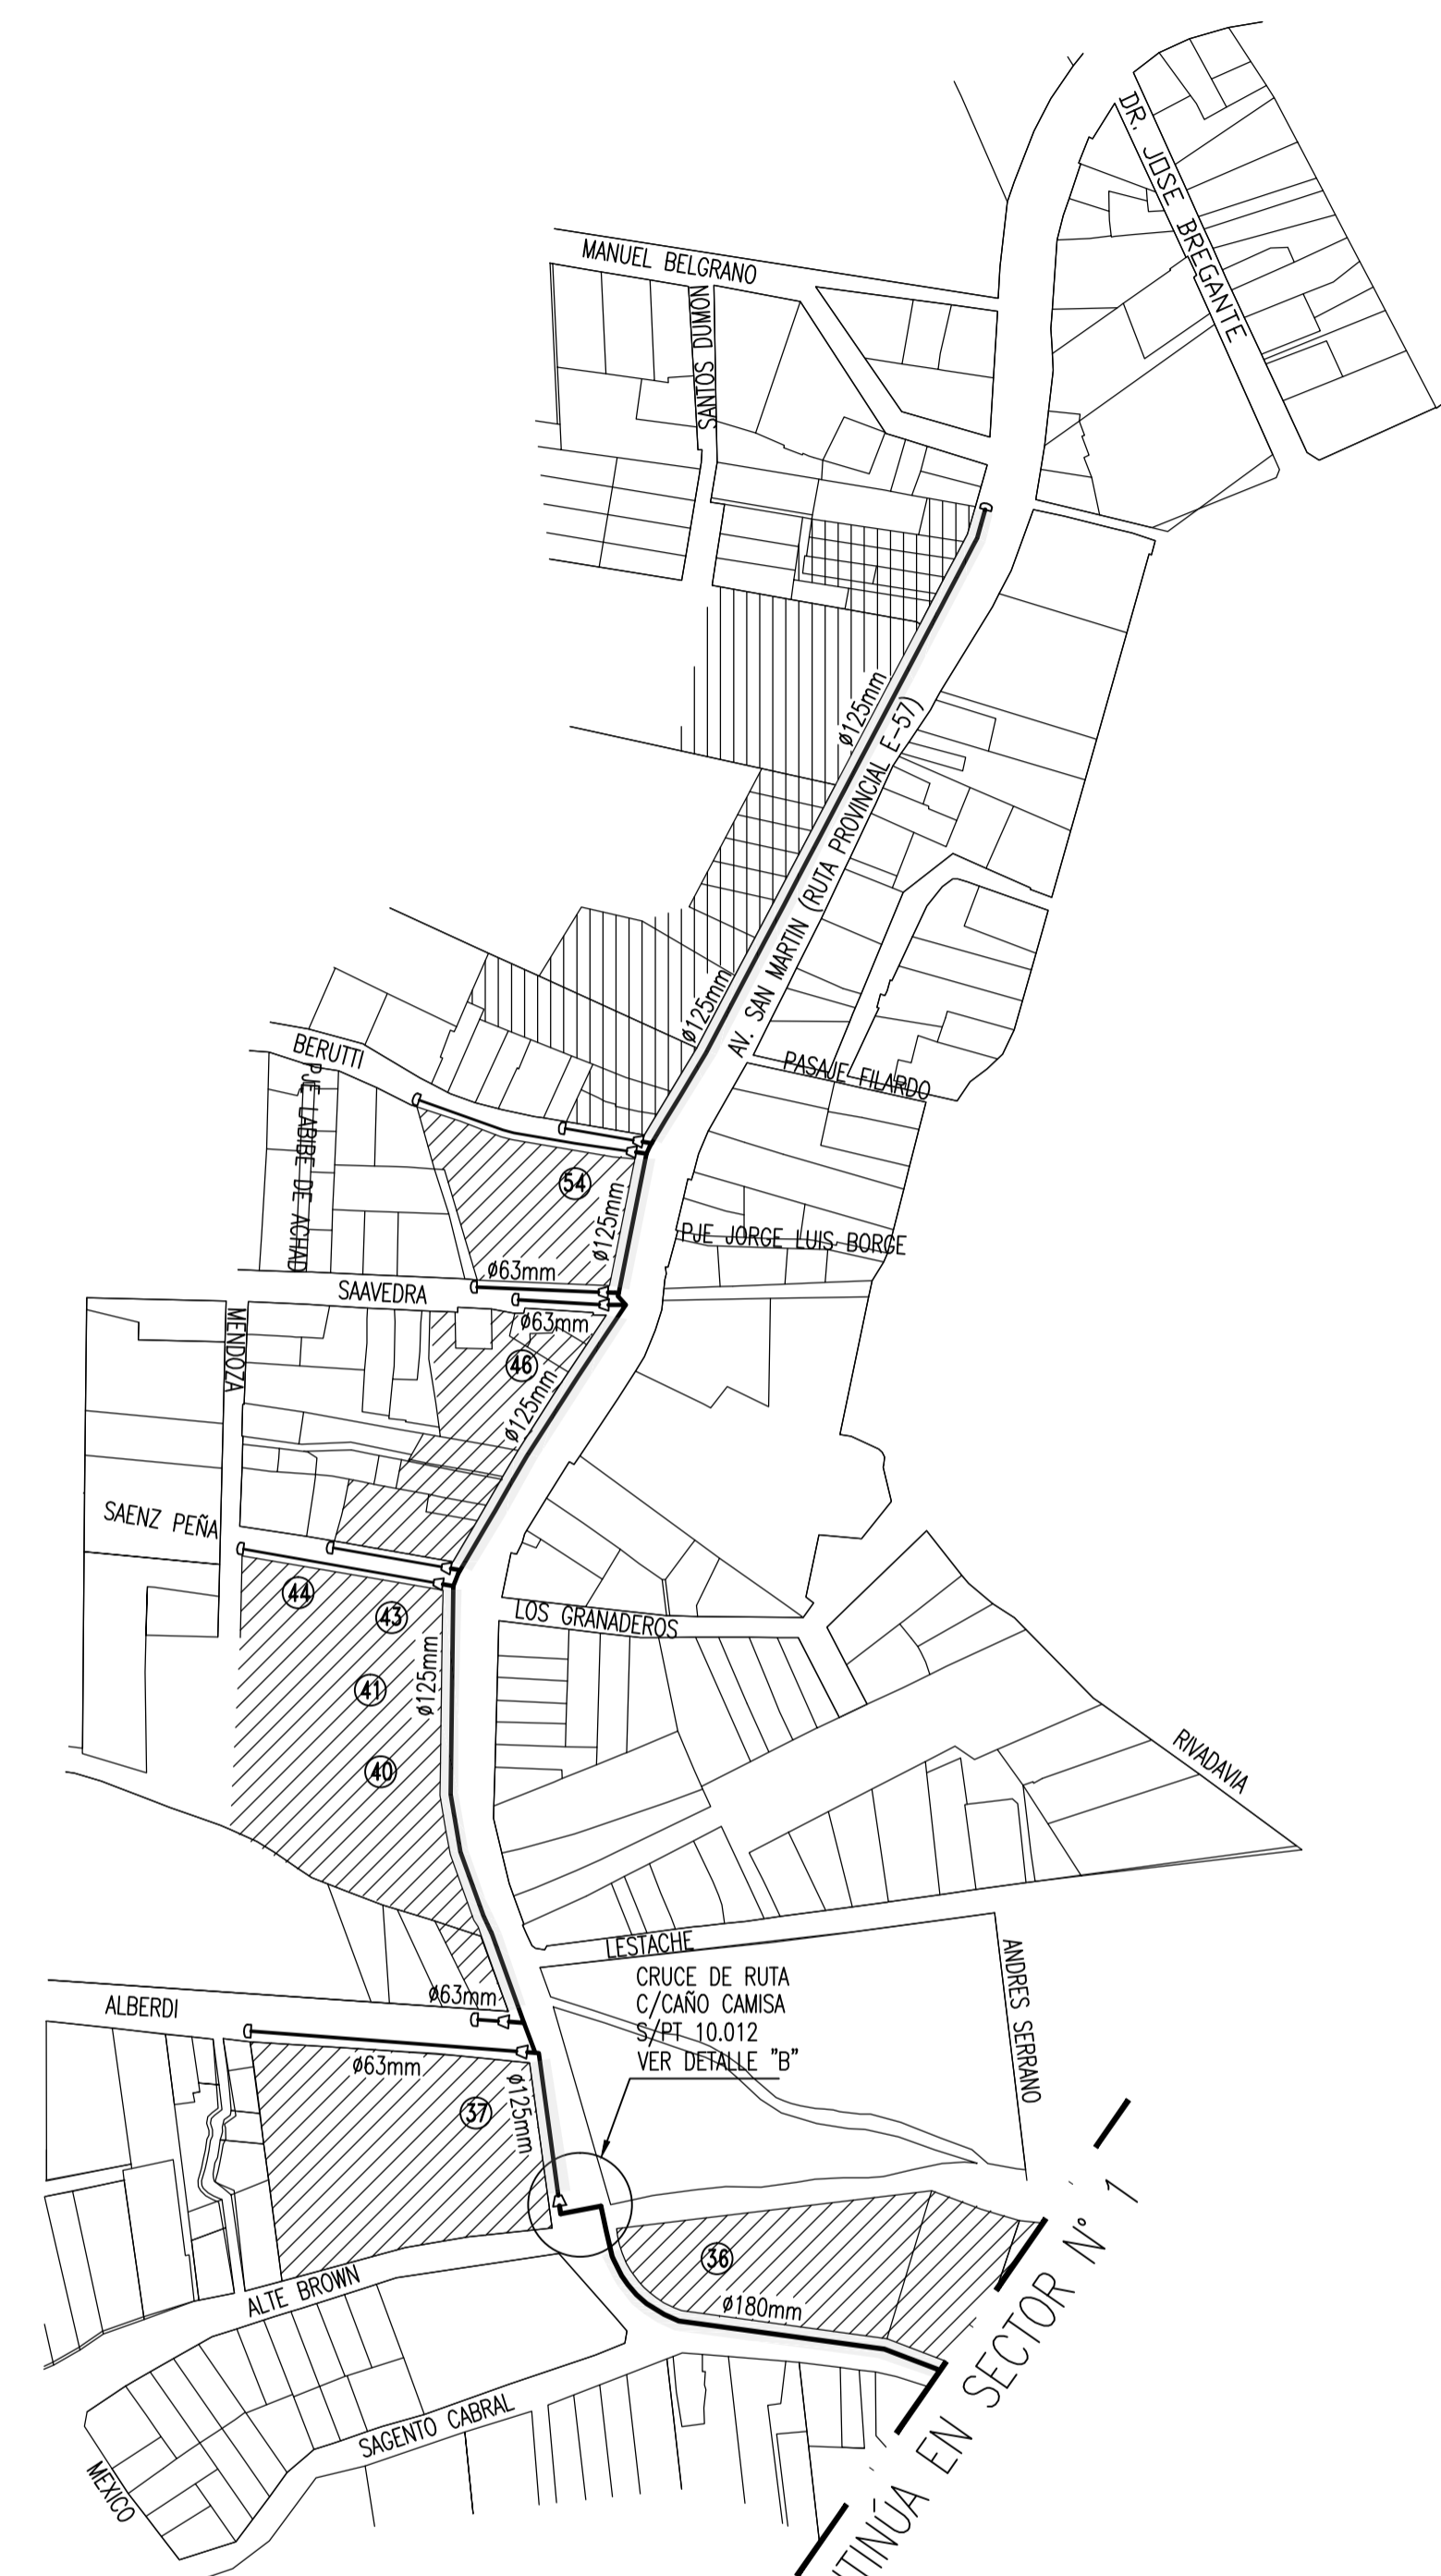 DR. JOSE BREGANTE
MANUEL BELGRANO
SANTOS DUMON
ø125mm
AV. SAN MARTIN (RUTA PROVINCIAL E-57)
ø125mm
BERUTTI
PJE LABIBE DE ACHAD
PASAJE FILARDO
54
ø125mm
PJE JORGE LUIS BORGE
ø63mm
SAAVEDRA
ø63mm
MENDOZA
46
ø125mm
SAENZ PEÑA
44
43
LOS GRANADEROS
ø125mm
41
40
RIVADAVIA
LESTACHE
ANDRES SERRANO
CRUCE DE RUTA
C/CAÑO CAMISA
S/PT 10.012
VER DETALLE "B"
ø63mm
ALBERDI
ø63mm
ø125mm
37
36
ø180mm
ALTE BROWN
SAGENTO CABRAL
MEXICO
TINÚA EN SECTOR N° 1